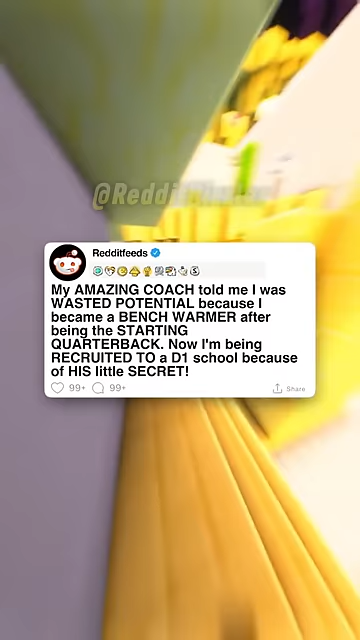 Redditfeeds
My AMAZING COACH told me I was
WASTED POTENTIAL because I
became a BENCH WARMER after
being the STARTING
QUARTERBACK. Now I'm being
RECRUITED TO a D1 school because
of HIS little SECRET!
99+ 99+ Share